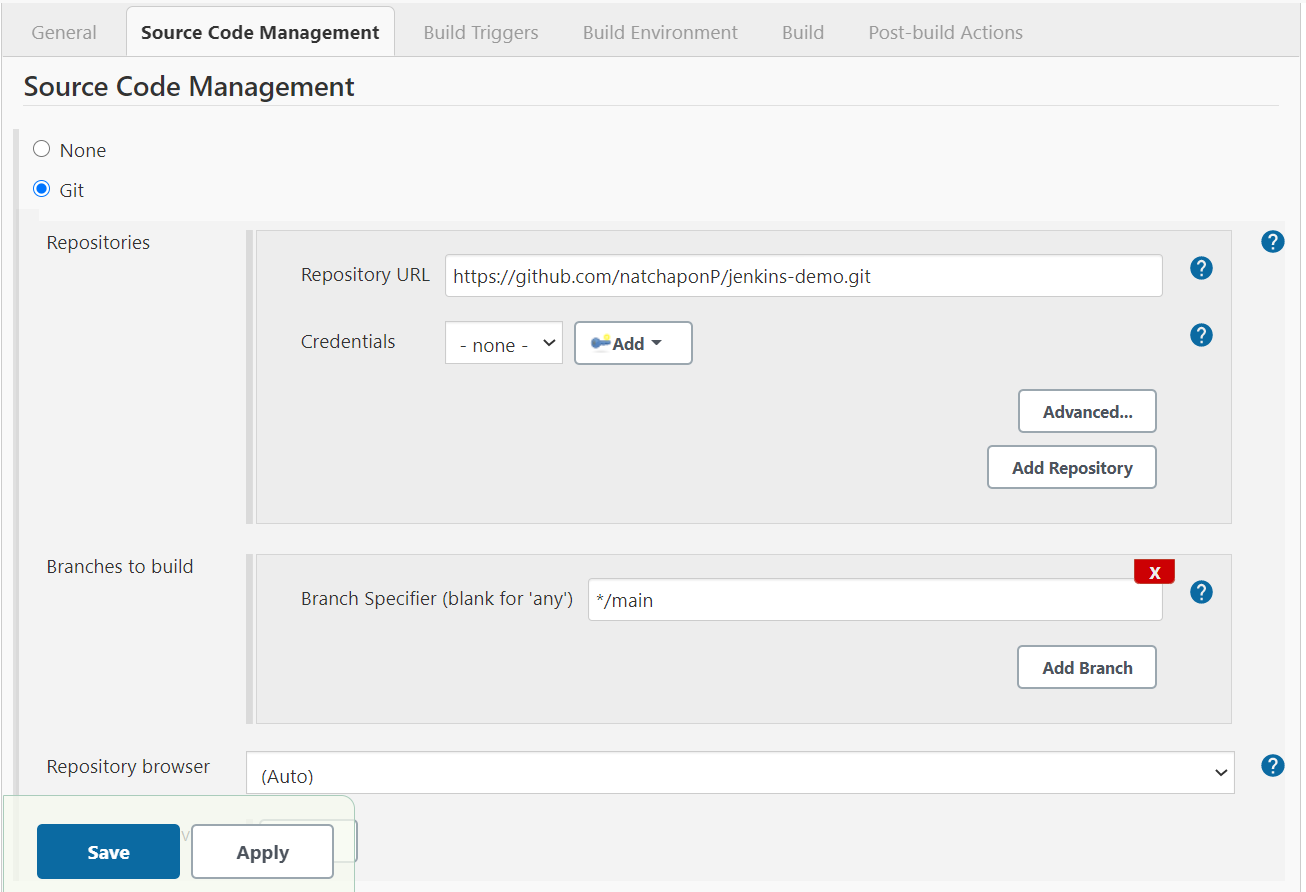 General Source Code Management Build Triggers Build Environment Build Post-build Actions
Source Code Management
None
Git
Repositories
?
Repository URL https://github.com/natchaponP/jenkins-demo.git ?
Credentials - none - Add ?
Advanced...
Add Repository
Branches to build
X
Branch Specifier (blank for 'any') */main ?
Add Branch
Repository browser (Auto) ?
Save Apply